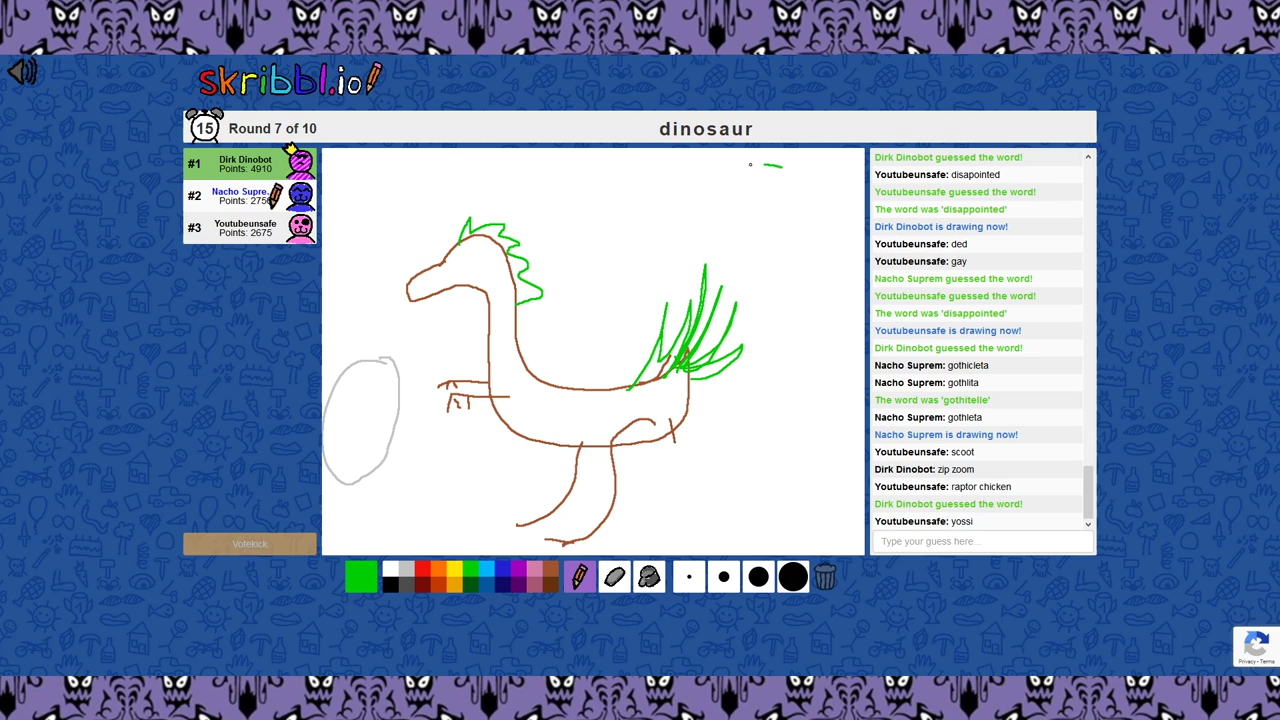 skribbl.io
15
Round 7 of 10
dinosaur
#1
Dirk Dinobot
Points: 4910
#2
Nacho Supre...
Points: 2756
#3
Youtubeunsafe
Points: 2675
Votekick
Dirk Dinobot guessed the word!
Youtubeunsafe: disapointed
Youtubeunsafe guessed the word!
The word was 'disappointed'
Dirk Dinobot is drawing now!
Youtubeunsafe: ded
Youtubeunsafe: gay
Nacho Suprem guessed the word!
Youtubeunsafe guessed the word!
The word was 'disappointed'
Youtubeunsafe is drawing now!
Dirk Dinobot guessed the word!
Nacho Suprem: gothicleta
Nacho Suprem: gothlita
The word was 'gothitelle'
Nacho Suprem: gothleta
Nacho Suprem is drawing now!
Youtubeunsafe: scoot
Dirk Dinobot: zip zoom
Youtubeunsafe: raptor chicken
Dirk Dinobot guessed the word!
Youtubeunsafe: yossi
Type your guess here...
Privacy - Terms